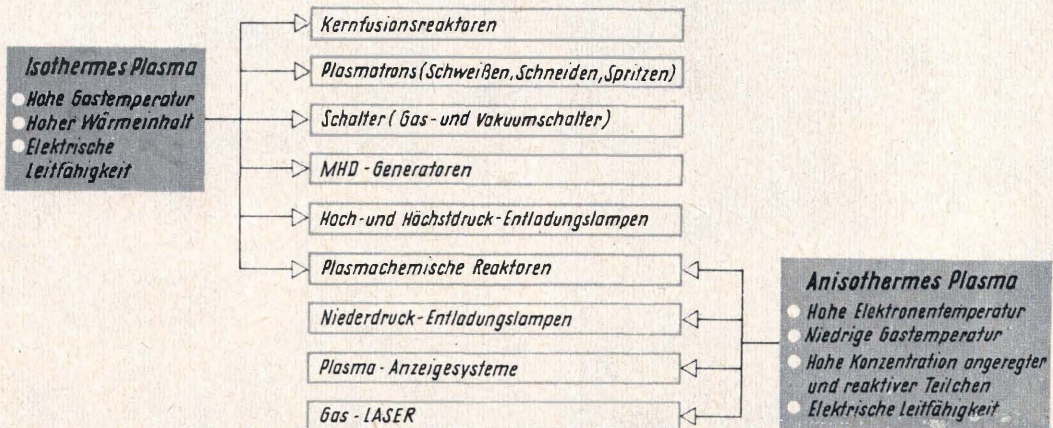 Isothermes Plasma
Hohe Gastemperatur
Hoher Wärmeinhalt
Elektrische
Leitfähigkeit
Kernfusionsreaktoren
Plasmatrons (Schweißen, Schneiden, Spritzen)
Schalter (Gas- und Vakuumschalter)
MHD-Generatoren
Hoch- und Höchstdruck-Entladungslampen
Plasmachemische Reaktoren
Niederdruck-Entladungslampen
Plasma-Anzeigesysteme
Gas-LASER
Anisothermes Plasma
Hohe Elektronentemperatur
Niedrige Gastemperatur
Hohe Konzentration angeregter
und reaktiver Teilchen
Elektrische Leitfähigkeit